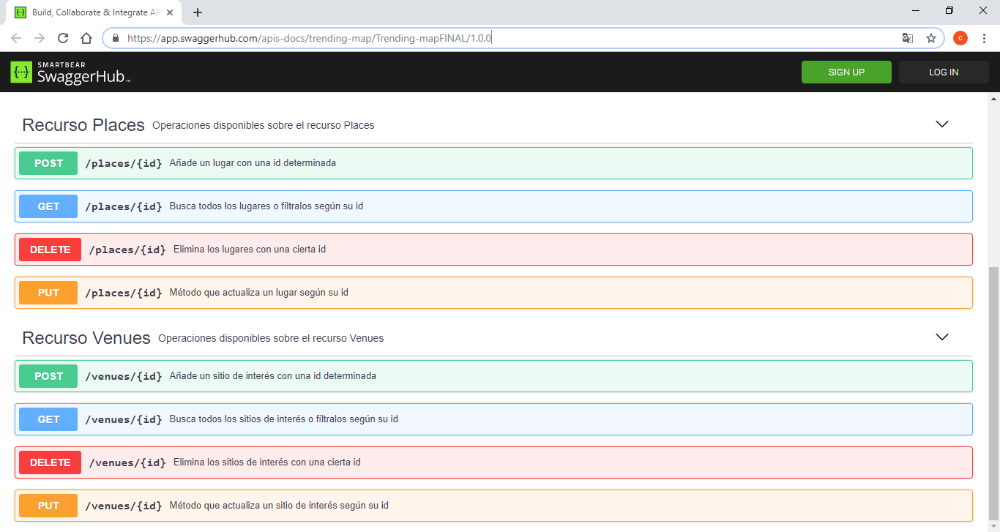 Build, Collaborate & Integrate AP
https://app.swaggerhub.com/apis-docs/trending-map/Trending-mapFINAL/1.0.0
c
{··}
SMARTBEAR
SwaggerHub™
SIGN UP
LOG IN
Recurso Places Operaciones disponibles sobre el recurso Places
POST /places/{id} Añade un lugar con una id determinada
GET /places/{id} Busca todos los lugares o fíltralos según su id
DELETE /places/{id} Elimina los lugares con una cierta id
PUT /places/{id} Método que actualiza un lugar según su id
Recurso Venues Operaciones disponibles sobre el recurso Venues
POST /venues/{id} Añade un sitio de interés con una id determinada
GET /venues/{id} Busca todos los sitios de interés o fíltralos según su id
DELETE /venues/{id} Elimina los sitios de interés con una cierta id
PUT /venues/{id} Método que actualiza un sitio de interés según su id